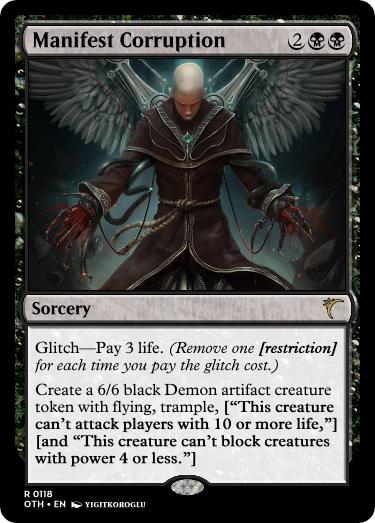 Manifest Corruption 2
Sorcery
Glitch—Pay 3 life. (Remove one [restriction]
for each time you pay the glitch cost.)
Create a 6/6 black Demon artifact creature
token with flying, trample, [“This creature
can’t attack players with 10 or more life,”]
[and “This creature can’t block creatures
with power 4 or less.”]
R 0118
OTH • EN YIGITKOROGLU